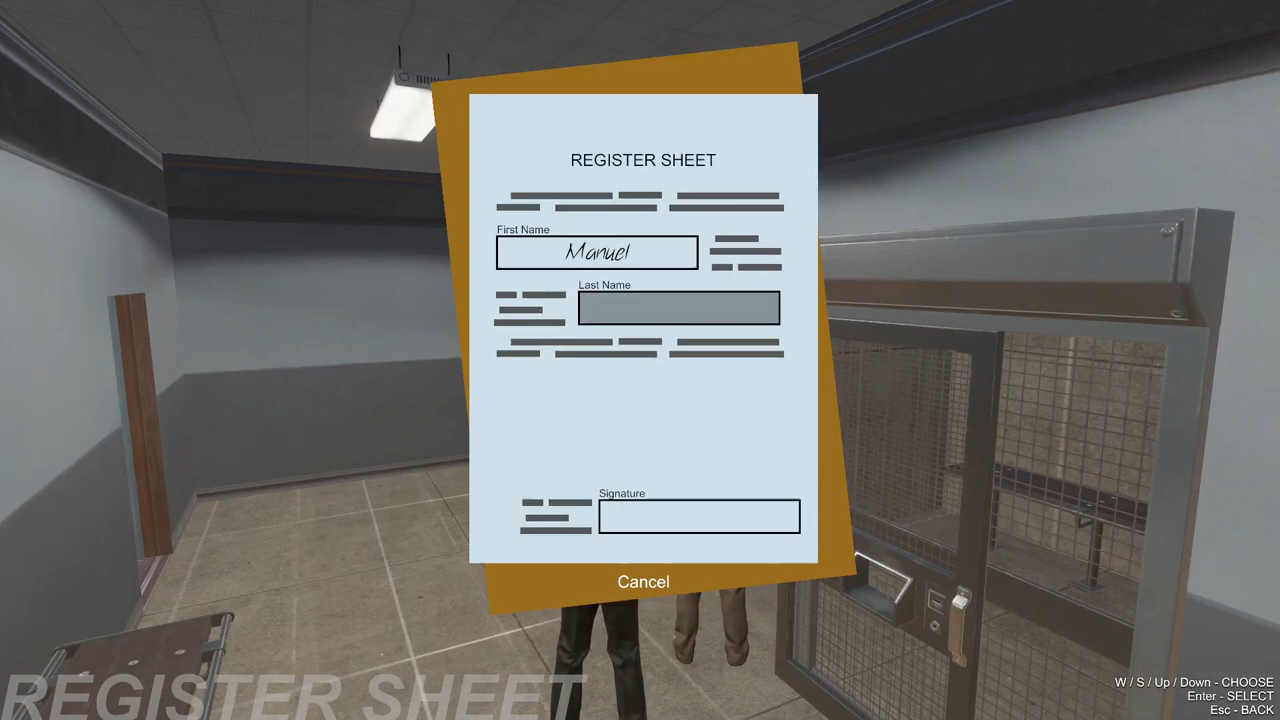 REGISTER SHEET
First Name
Manuel
Last Name
Signature
Cancel
REGISTER SHEET
W / S / Up / Down - CHOOSE
Enter - SELECT
Esc - BACK